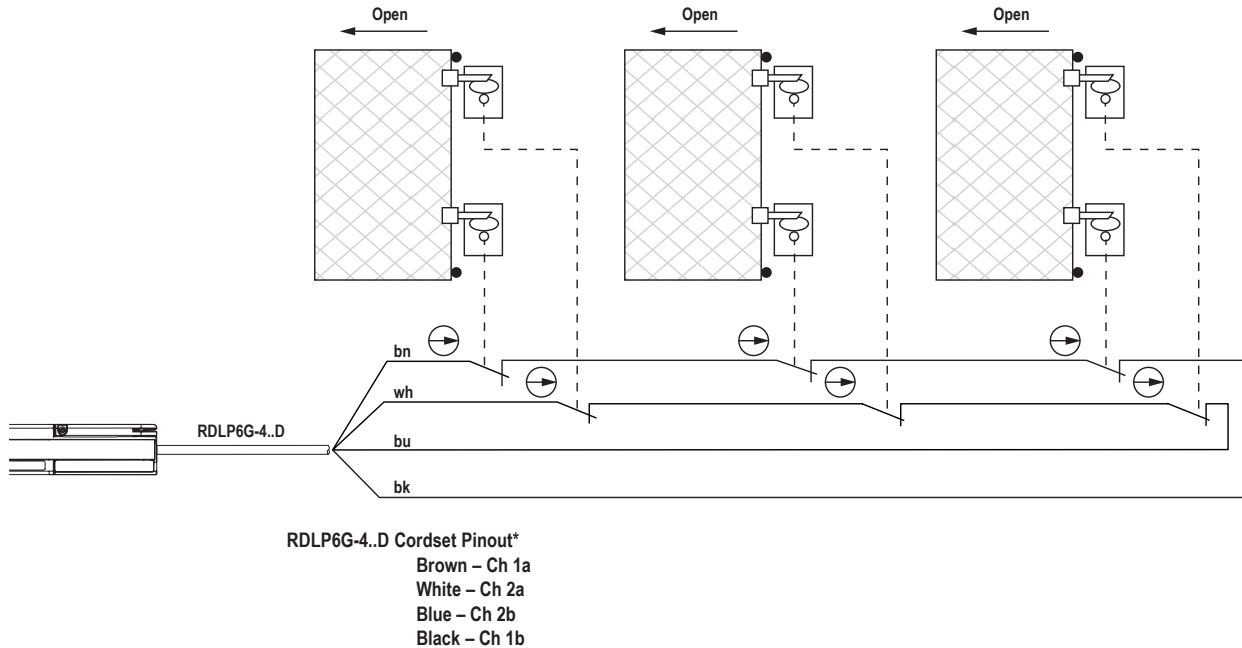 Open
Open
Open
bn
wh
RDLP6G-4..D
bu
bk
RDLP6G-4..D Cordset Pinout*
Brown – Ch 1a
White – Ch 2a
Blue – Ch 2b
Black – Ch 1b